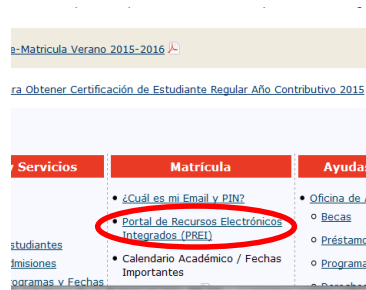 e-Matricula Verano 2015-2016
ra Obtener Certificación de Estudiante Regular Año Contributivo 2015
Servicios
Matrícula
Ayuda
¿Cuál es mi Email y PIN?
Portal de Recursos Electrónicos
Integrados (PREI)
Calendario Académico / Fechas
Importantes
studiantes
dmisiones
ogramas y Fechas
Oficina de
Becas
Préstamo
Programa